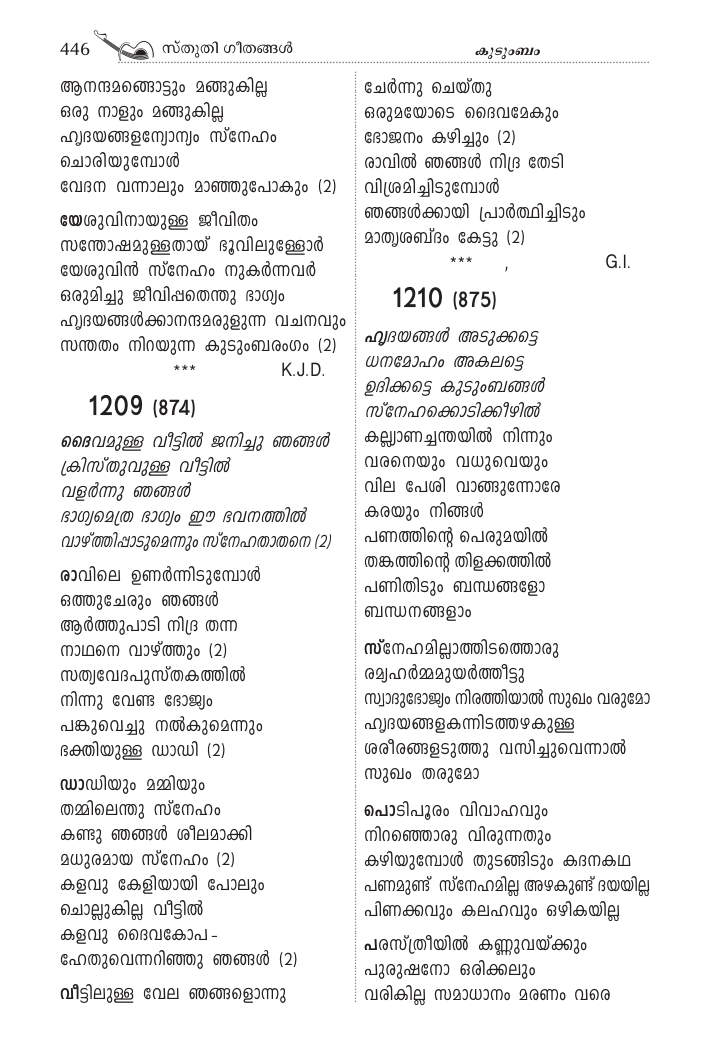 446 സ്തുതി ഗീതങ്ങൾ കുടുംബം
ആനന്ദമങ്ങൊട്ടും മങ്ങുകില്ല
ഒരു നാളും മങ്ങുകില്ല
ഹൃദയങ്ങളന്യോന്യം സ്നേഹം
ചൊരിയുമ്പോൾ
വേദന വന്നാലും മാഞ്ഞുപോകും (2)
യേശുവിനായുള്ള ജീവിതം
സന്തോഷമുള്ളതായ് ഭൂവിലുള്ളോർ
യേശുവിൻ സ്നേഹം നുകർന്നവർ
ഒരുമിച്ചു ജീവിപ്പതെന്തു ഭാഗ്യം
ഹൃദയങ്ങൾക്കാനന്ദമരുളുന്ന വചനവും
സന്തതം നിറയുന്ന കുടുംബരംഗം (2)
*** K.J.D.
1209 (874)
ദൈവമുള്ള വീട്ടിൽ ജനിച്ചു ഞങ്ങൾ
ക്രിസ്തുവുള്ള വീട്ടിൽ
വളർന്നു ഞങ്ങൾ
ഭാഗ്യമെത്ര ഭാഗ്യം ഈ ഭവനത്തിൽ
വാഴ്ത്തിപ്പാടുമെന്നും സ്നേഹതാതനെ (2)
രാവിലെ ഉണർന്നിടുമ്പോൾ
ഒത്തുചേരും ഞങ്ങൾ
ആർത്തുപാടി നിദ്ര തന്ന
നാഥനെ വാഴ്ത്തും (2)
സത്യവേദപുസ്തകത്തിൽ
നിന്നു വേണ്ട ഭോജ്യം
പങ്കുവെച്ചു നൽകുമെന്നും
ഭക്തിയുള്ള ഡാഡി (2)
ഡാഡിയും മമ്മിയും
തമ്മിലെന്തു സ്നേഹം
കണ്ടു ഞങ്ങൾ ശീലമാക്കി
മധുരമായ സ്നേഹം (2)
കളവു കേളിയായി പോലും
ചൊല്ലുകില്ല വീട്ടിൽ
കളവു ദൈവകോപ-
ഹേതുവെന്നറിഞ്ഞു ഞങ്ങൾ (2)
വീട്ടിലുള്ള വേല ഞങ്ങളൊന്നു
ചേർന്നു ചെയ്തു
ഒരുമയോടെ ദൈവമേകും
ഭോജനം കഴിച്ചും (2)
രാവിൽ ഞങ്ങൾ നിദ്ര തേടി
വിശ്രമിച്ചിടുമ്പോൾ
ഞങ്ങൾക്കായി പ്രാർത്ഥിച്ചിടും
മാതൃശബ്ദം കേട്ടു (2)
*** , G.I.
1210 (875)
ഹൃദയങ്ങൾ അടുക്കട്ടെ
ധനമോഹം അകലട്ടെ
ഉദിക്കട്ടെ കുടുംബങ്ങൾ
സ്നേഹക്കൊടിക്കീഴിൽ
കല്ല്യാണച്ചന്തയിൽ നിന്നും
വരനെയും വധുവെയും
വില പേശി വാങ്ങുന്നോരേ
കരയും നിങ്ങൾ
പണത്തിന്റെ പെരുമയിൽ
തങ്കത്തിന്റെ തിളക്കത്തിൽ
പണിതിടും ബന്ധങ്ങളോ
ബന്ധനങ്ങളാം
സ്നേഹമില്ലാത്തിടത്തൊരു
രമ്യഹർമ്മമുയർത്തീട്ടു
സ്വാദുഭോജ്യം നിരത്തിയാൽ സുഖം വരുമോ
ഹൃദയങ്ങളകന്നിടത്തഴകുള്ള
ശരീരങ്ങളടുത്തു വസിച്ചുവെന്നാൽ
സുഖം തരുമോ
പൊടിപൂരം വിവാഹവും
നിറഞ്ഞൊരു വിരുന്നതും
കഴിയുമ്പോൾ തുടങ്ങിടും കദനകഥ
പണമുണ്ട് സ്നേഹമില്ല അഴകുണ്ട് ദയയില്ല
പിണക്കവും കലഹവും ഒഴികയില്ല
പരസ്ത്രീയിൽ കണ്ണുവയ്ക്കും
പുരുഷനോ ഒരിക്കലും
വരികില്ല സമാധാനം മരണം വരെ